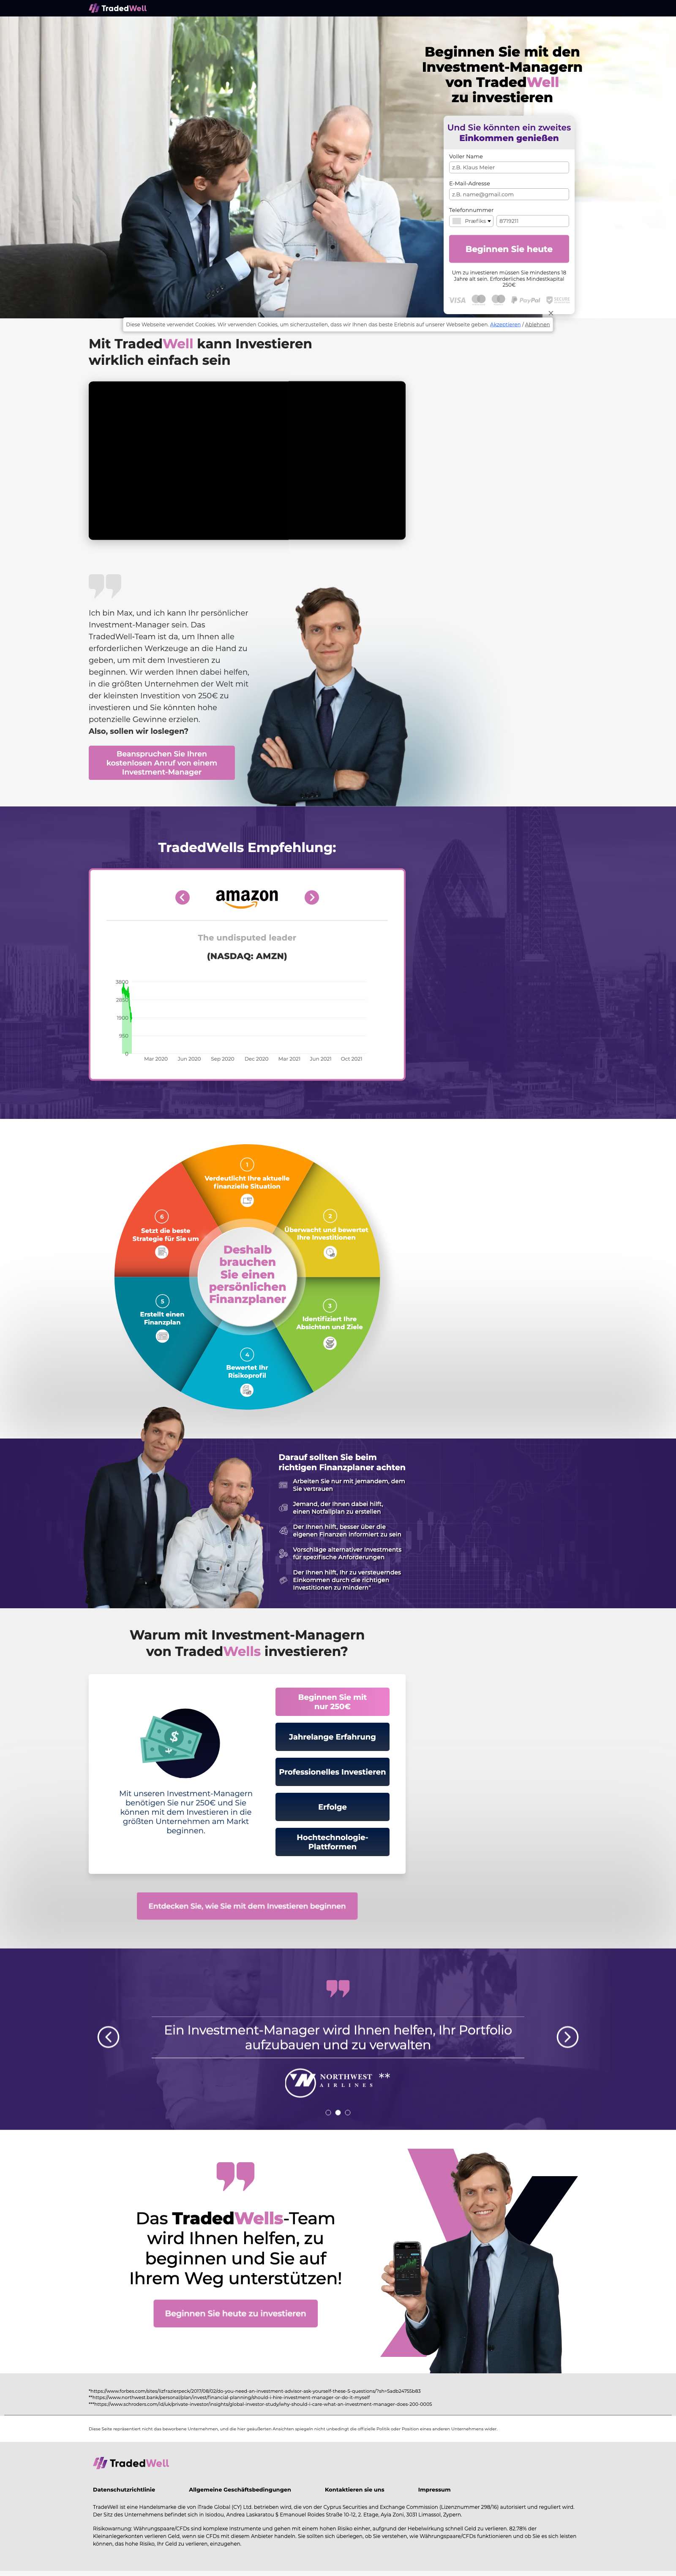 TradedWell
Beginnen Sie mit den
Investment-Managern
von TradedWell
zu investieren
Und Sie könnten ein zweites
Einkommen genießen
Voller Name
z.B. Klaus Meier
E-Mail-Adresse
z.B. name@gmail.com
Telefonnummer
Præfiks
8719211
Beginnen Sie heute
Um zu investieren müssen Sie mindestens 18
Jahre alt sein. Erforderliches Mindestkapital
250€
VISA
PayPal
Diese Webseite verwendet Cookies. Wir verwenden Cookies, um sicherzustellen, dass wir Ihnen das beste Erlebnis auf unserer Webseite geben. Akzeptieren / Ablehnen
Mit TradedWell kann Investieren
wirklich einfach sein
Ich bin Max, und ich kann Ihr persönlicher
Investment-Manager sein. Das
TradedWell-Team ist da, um Ihnen alle
erforderlichen Werkzeuge an die Hand zu
geben, um mit dem Investieren zu
beginnen. Wir werden Ihnen dabei helfen,
in die größten Unternehmen der Welt mit
der kleinsten Investition von 250€ zu
investieren und Sie könnten hohe
potenzielle Gewinne erzielen.
Also, sollen wir loslegen?
Beanspruchen Sie Ihren
kostenlosen Anruf von einem
Investment-Manager
TradedWells Empfehlung:
amazon
The undisputed leader
(NASDAQ: AMZN)
3800
2850
1900
950
0
Mar 2020 Jun 2020 Sep 2020 Dec 2020 Mar 2021 Jun 2021 Oct 2021
1
Verdeutlicht Ihre aktuelle
finanzielle Situation
2
Überwacht und bewertet
Ihre Investitionen
3
Identifiziert Ihre
Absichten und Ziele
4
Bewertet Ihr
Risikoprofil
5
Erstellt einen
Finanzplan
6
Setzt die beste
Strategie für Sie um
Deshalb
brauchen
Sie einen
persönlichen
Finanzplaner
Darauf sollten Sie beim
richtigen Finanzplaner achten
Arbeiten Sie nur mit jemandem, dem
Sie vertrauen
Jemand, der Ihnen dabei hilft,
einen Notfallplan zu erstellen
Der Ihnen hilft, besser über die
eigenen Finanzen informiert zu sein
Vorschläge alternativer Investments
für spezifische Anforderungen
Der Ihnen hilft, Ihr zu versteuerndes
Einkommen durch die richtigen
Investitionen zu mindern*
Warum mit Investment-Managern
von TradedWells investieren?
Beginnen Sie mit
nur 250€
Jahrelange Erfahrung
Professionelles Investieren
Erfolge
Hochtechnologie-
Plattformen
Mit unseren Investment-Managern
benötigen Sie nur 250€ und Sie
können mit dem Investieren in die
größten Unternehmen am Markt
beginnen.
Entdecken Sie, wie Sie mit dem Investieren beginnen
Ein Investment-Manager wird Ihnen helfen, Ihr Portfolio
aufzubauen und zu verwalten
NORTHWEST
AIRLINES
**
Das TradedWells-Team
wird Ihnen helfen, zu
beginnen und Sie auf
Ihrem Weg unterstützen!
Beginnen Sie heute zu investieren
*https://www.forbes.com/sites/lizfrazierpeck/2017/08/02/do-you-need-an-investment-advisor-ask-yourself-these-5-questions/?sh=5adb24755b83
**https://www.northwest.bank/personal/plan/invest/financial-planning/should-i-hire-investment-manager-or-do-it-myself
***https://www.schroders.com/id/uk/private-investor/insights/global-investor-study/why-should-i-care-what-an-investment-manager-does-200-0005
Diese Seite repräsentiert nicht das beworbene Unternehmen, und die hier geäußerten Ansichten spiegeln nicht unbedingt die offizielle Politik oder Position eines anderen Unternehmens wider.
TradedWell
Datenschutzrichtlinie
Allgemeine Geschäftsbedingungen
Kontaktieren sie uns
Impressum
TradedWell ist eine Handelsmarke die von iTrade Global (CY) Ltd. betrieben wird, die von der Cyprus Securities and Exchange Commission (Lizenznummer 298/16) autorisiert und reguliert wird.
Der Sitz des Unternehmens befindet sich in Isiodou, Andrea Laskaratou $ Emanouel Roides Straße 10-12, 2. Etage, Ayia Zoni, 3031 Limassol, Zypern.
Risikowarnung: Währungspaare/CFDs sind komplexe Instrumente und gehen mit einem hohen Risiko einher, aufgrund der Hebelwirkung schnell Geld zu verlieren. 82.78% der
Kleinanlegerkonten verlieren Geld, wenn sie CFDs mit diesem Anbieter handeln. Sie sollten sich überlegen, ob Sie verstehen, wie Währungspaare/CFDs funktionieren und ob Sie es sich leisten
können, das hohe Risiko, Ihr Geld zu verlieren, einzugehen.